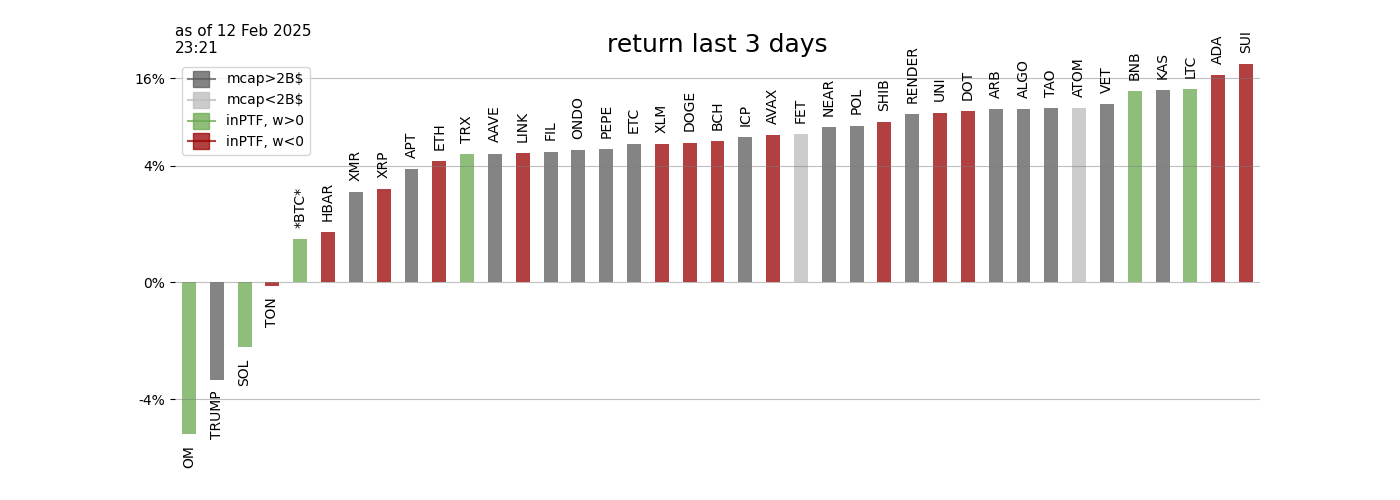 as of 12 Feb 2025
23:21
return last 3 days
mcap>2B$
mcap<2B$
inPTF, w>0
inPTF, w<0
16%
4%
0%
-4%
OM
TRUMP
SOL
TON
*BTC*
HBAR
XMR
XRP
APT
ETH
TRX
AAVE
LINK
FIL
ONDO
PEPE
ETC
XLM
DOGE
BCH
ICP
AVAX
FET
NEAR
POL
SHIB
RENDER
UNI
DOT
ARB
ALGO
TAO
ATOM
VET
BNB
KAS
LTC
ADA
SUI